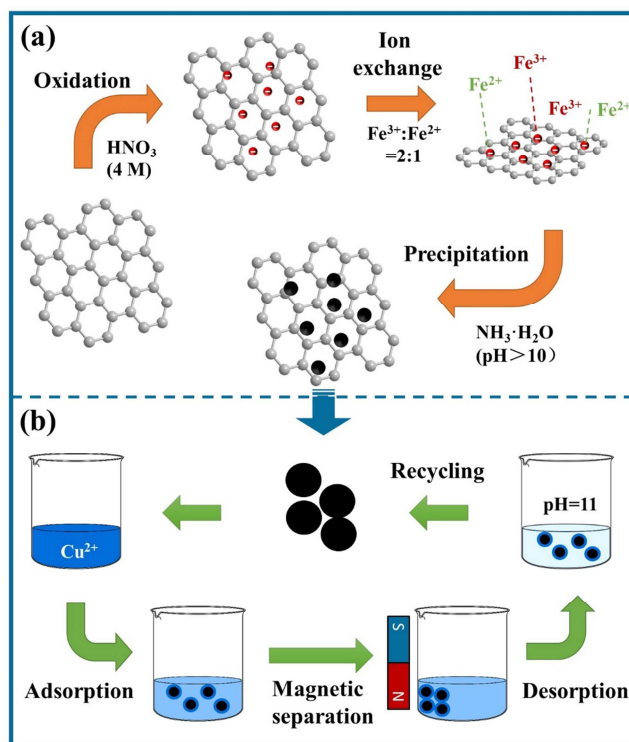 (a)
Oxidation
HNO₃
(4 M)
Ion
exchange
Fe³⁺:Fe²⁺
=2:1
Fe²⁺
Fe³⁺
Fe³⁺
Fe²⁺
Precipitation
NH₃·H₂O
(pH＞10）
(b)
Recycling
pH=11
Cu²⁺
Adsorption
Magnetic
separation
S
N
Desorption